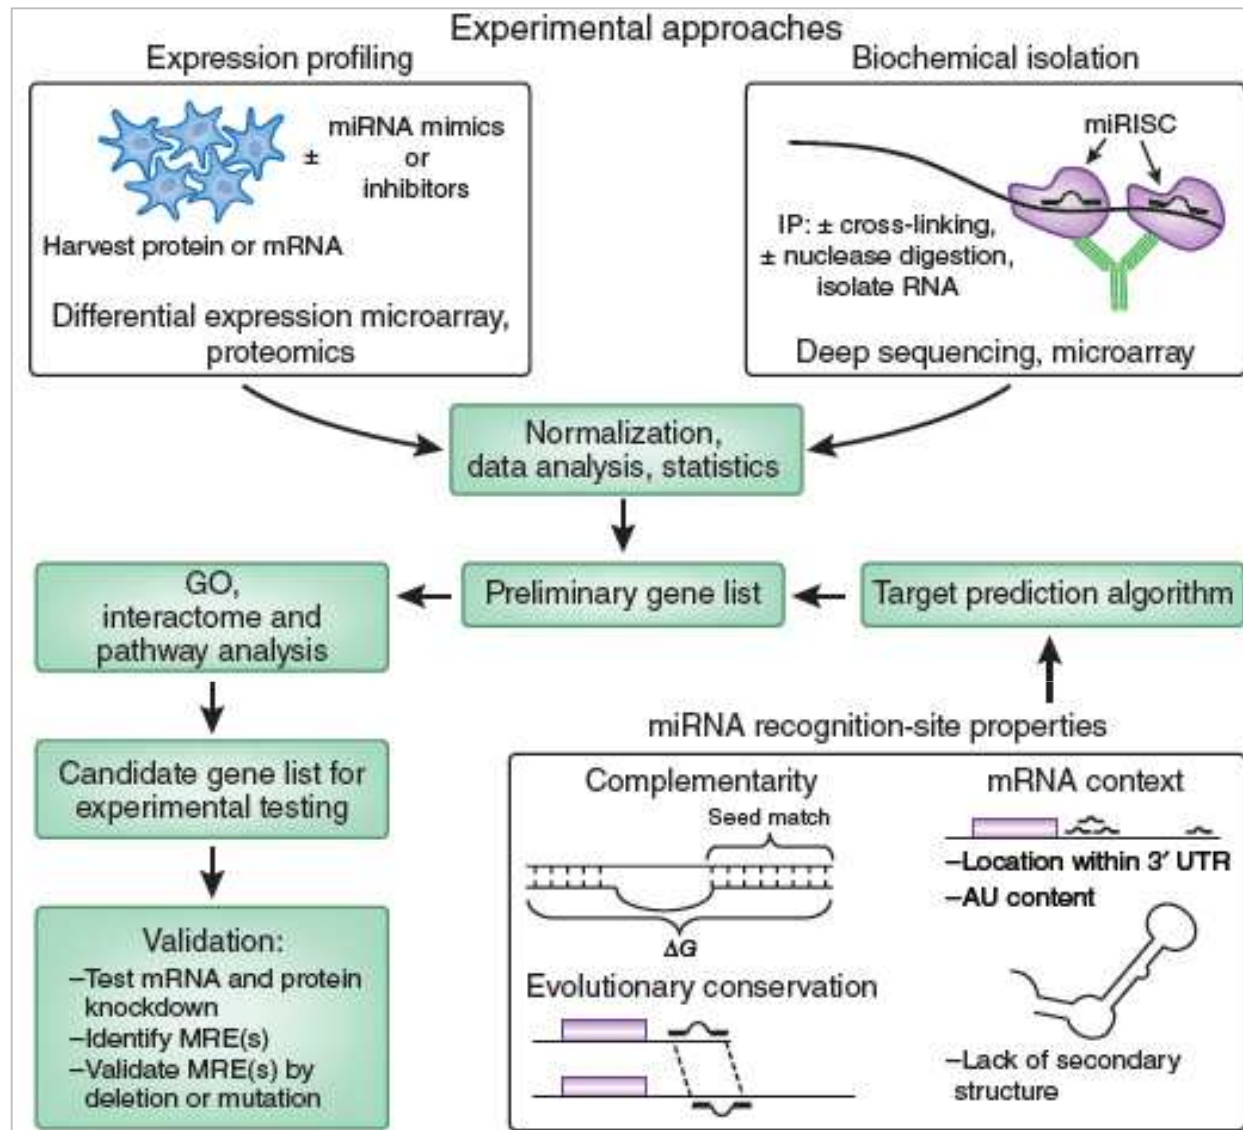 Experimental approaches
Expression profiling
miRNA mimics
±
or
inhibitors
Harvest protein or mRNA
Differential expression microarray,
proteomics
Biochemical isolation
miRISC
IP: ± cross-linking,
± nuclease digestion,
isolate RNA
Deep sequencing, microarray
Normalization,
data analysis, statistics
GO,
interactome and
pathway analysis
Preliminary gene list
Target prediction algorithm
Candidate gene list for
experimental testing
Validation:
–Test mRNA and protein
knockdown
–Identify MRE(s)
–Validate MRE(s) by
deletion or mutation
miRNA recognition-site properties
Complementarity
Seed match
ΔG
Evolutionary conservation
mRNA context
–Location within 3′ UTR
–AU content
–Lack of secondary
structure